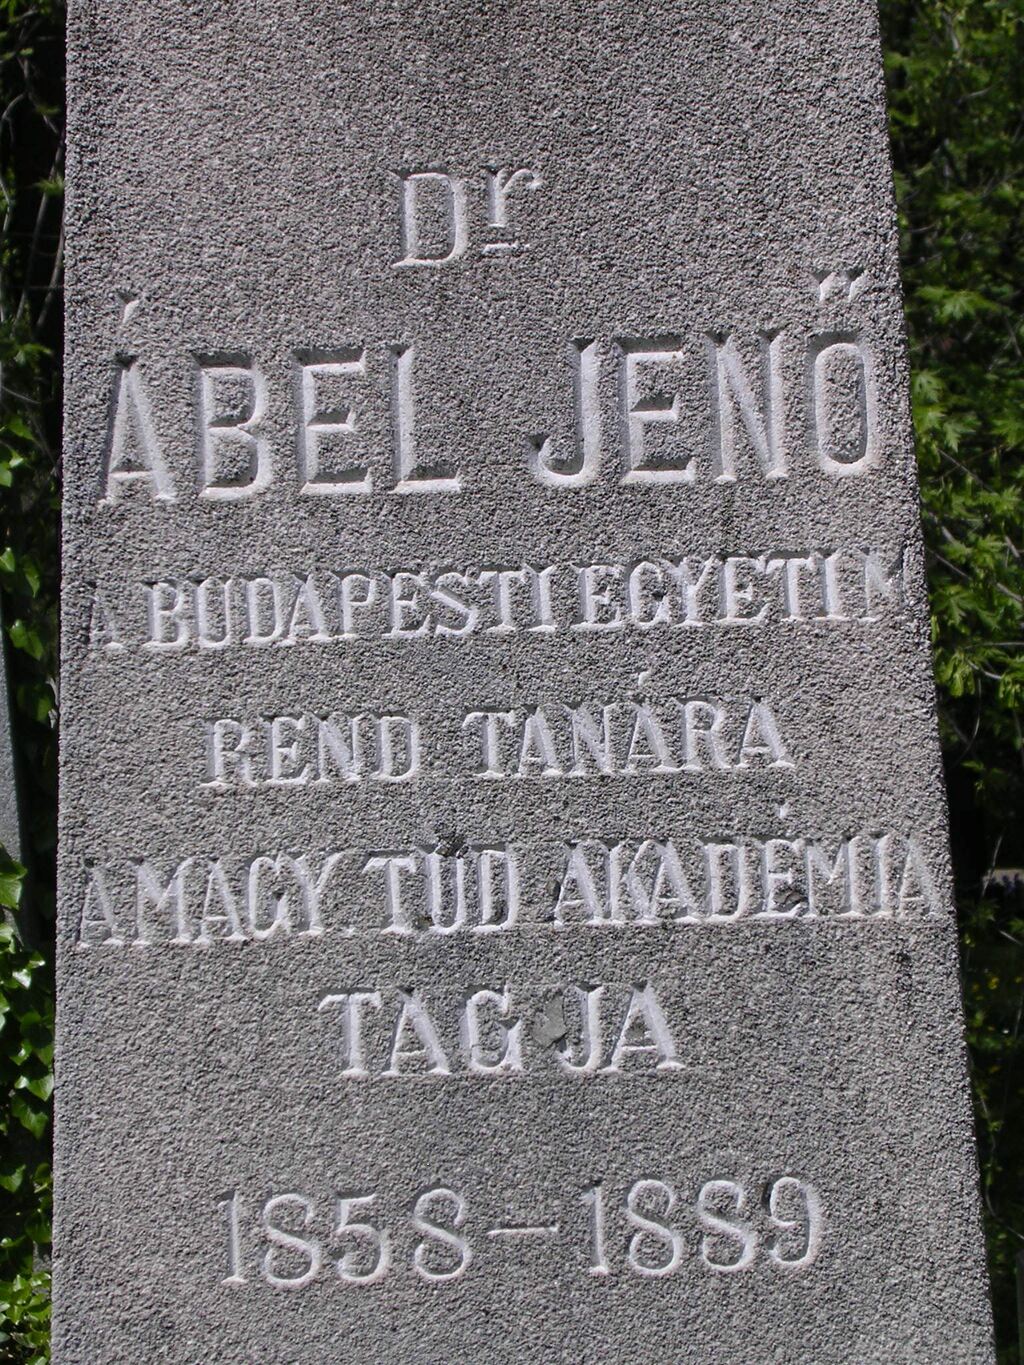 Dr
ÁBEL JENŐ
A BUDAPESTI EGYETEM
REND TANÁRA
A MAGY. TUD AKADÉMIA
TAGJA
1858-1889